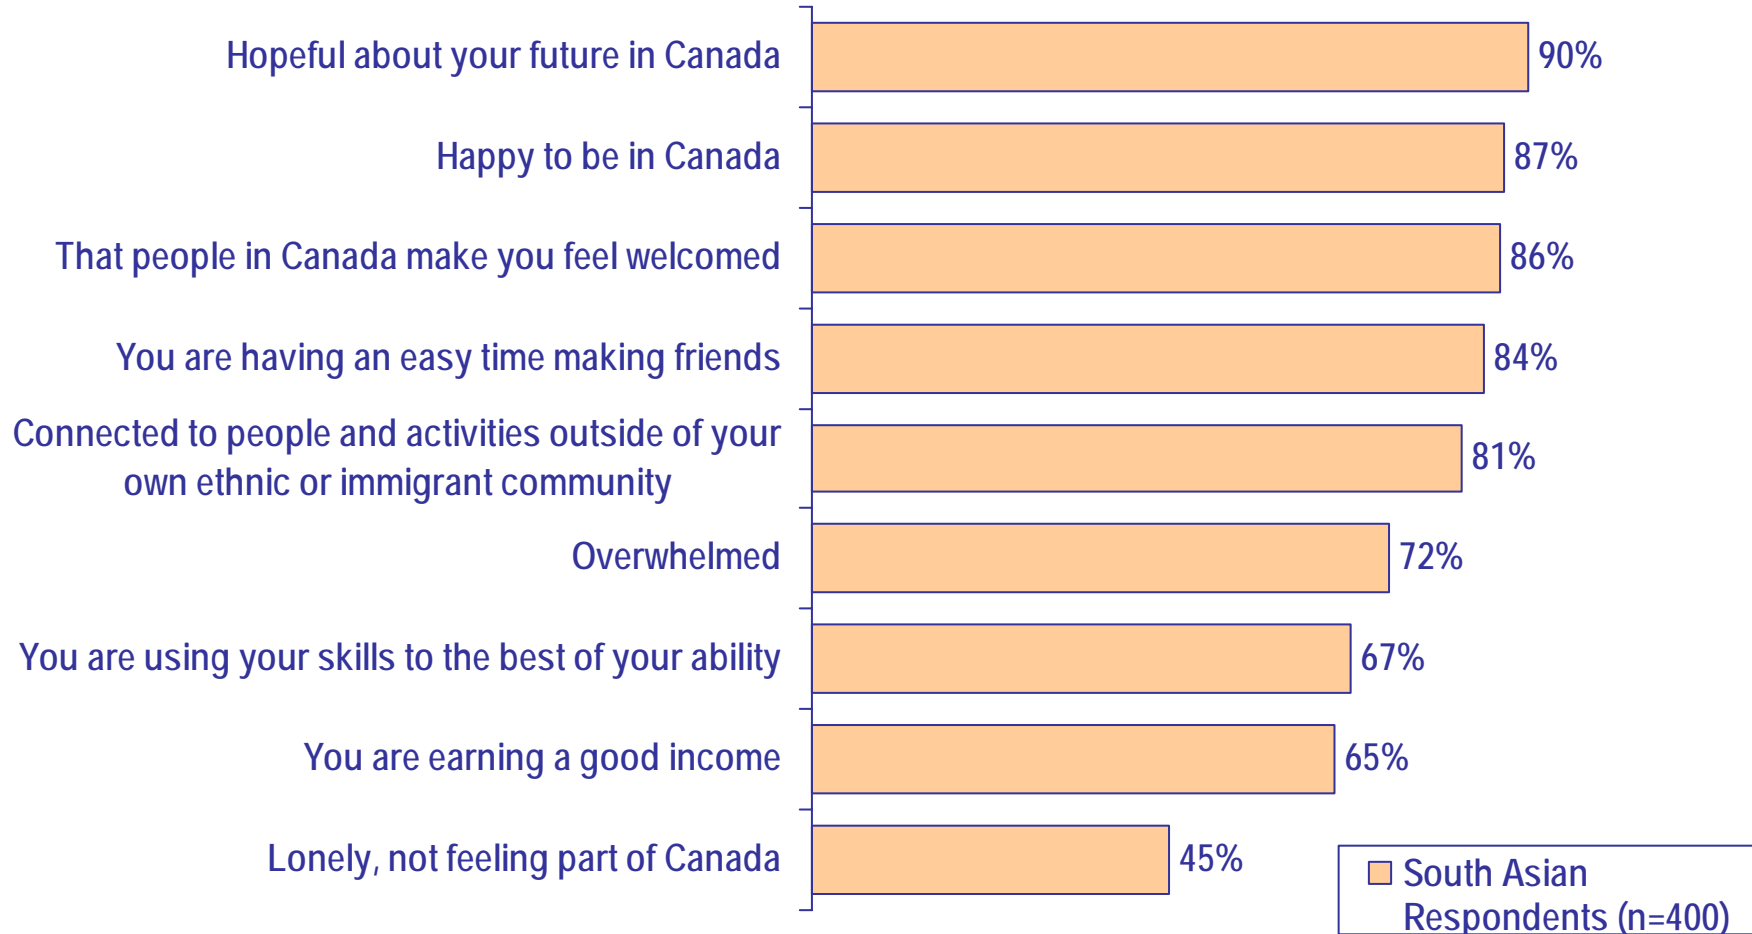 Hopeful about your future in Canada
90%
Happy to be in Canada
87%
That people in Canada make you feel welcomed
86%
You are having an easy time making friends
84%
Connected to people and activities outside of your
own ethnic or immigrant community
81%
Overwhelmed
72%
You are using your skills to the best of your ability
67%
You are earning a good income
65%
Lonely, not feeling part of Canada
45%
South Asian
Respondents (n=400)